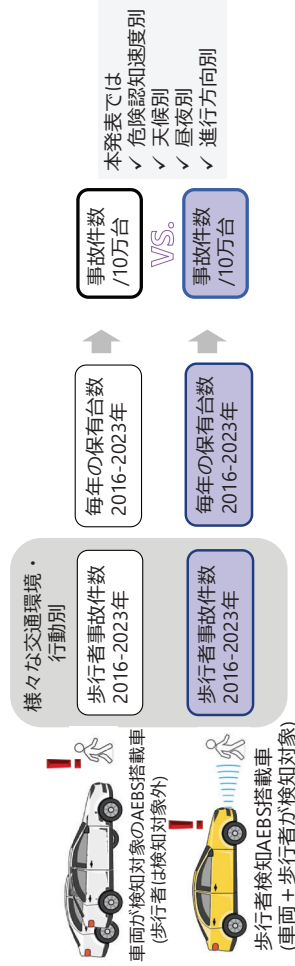 様々な交通環境・
行動別
車両が検知対象のAEBS搭載車
(歩行者は検知対象外)
歩行者事故件数
2016-2023年
毎年の保有台数
2016-2023年
事故件数
/10万台
vs.
歩行者検知AEBS搭載車
(車両+歩行者が検知対象)
歩行者事故件数
2016-2023年
毎年の保有台数
2016-2023年
事故件数
/10万台
本発表では
✓ 危険認知速度別
✓ 天候別
✓ 昼夜別
✓ 進行方向別